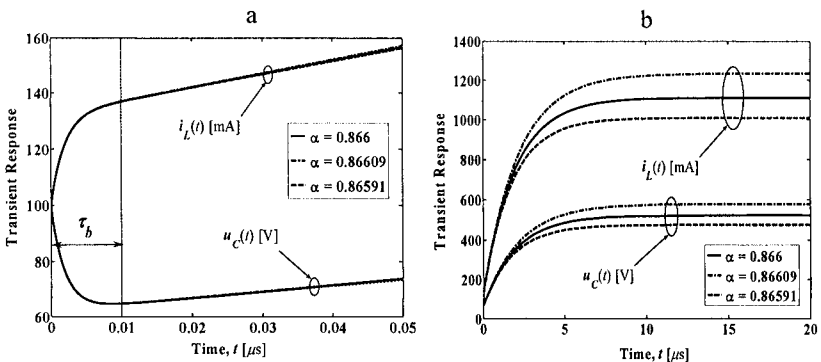 a
160
140
120
100
80
60
Transient Response
i_L(t) [mA]
α = 0.866
α = 0.86609
α = 0.86591
τ_b
u_C(t) [V]
0
0.01
0.02
0.03
0.04
0.05
Time, t [μs]
b
1400
1200
1000
800
600
400
200
0
Transient Response
i_L(t) [mA]
u_C(t) [V]
α = 0.866
α = 0.86609
α = 0.86591
0
5
10
15
20
Time, t [μs]